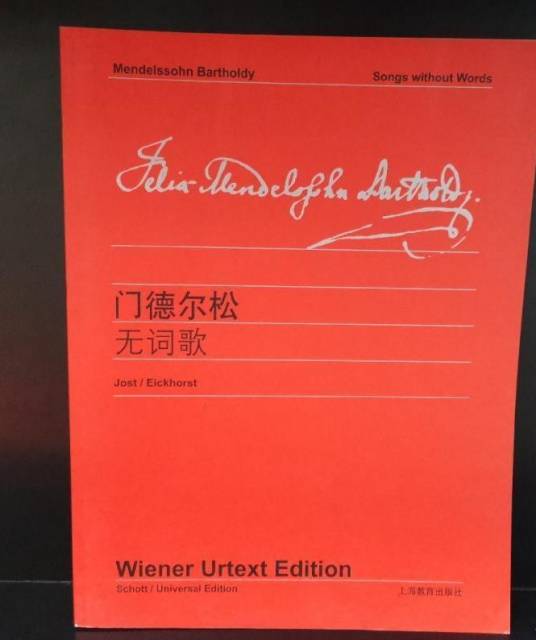 Mendelssohn Bartholdy
Songs without Words
Felix Mendelssohn Bartholdy.
门德尔松
无词歌
Jost / Eickhorst
Wiener Urtext Edition
Schott / Universal Edition
上海教育出版社